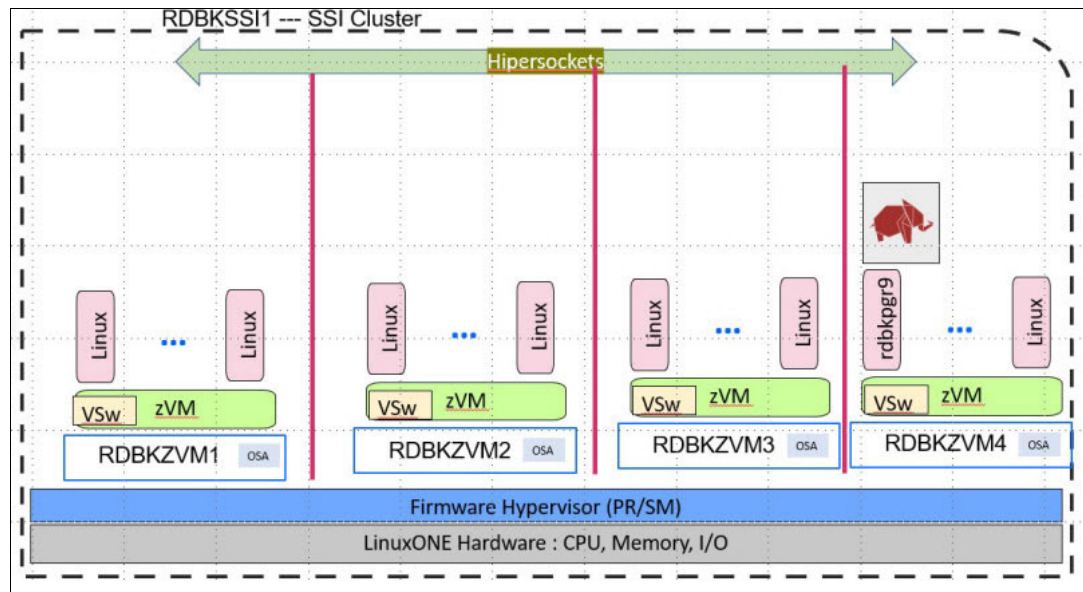 RDBKSSI1 --- SSI Cluster
Hipersockets
Linux
...
Linux
Linux
...
Linux
Linux
...
Linux
rdbkpgr9
...
Linux
VSw zVM
VSw zVM
VSw zVM
VSw zVM
RDBKZVM1 OSA
RDBKZVM2 OSA
RDBKZVM3 OSA
RDBKZVM4 OSA
Firmware Hypervisor (PR/SM)
LinuxONE Hardware : CPU, Memory, I/O